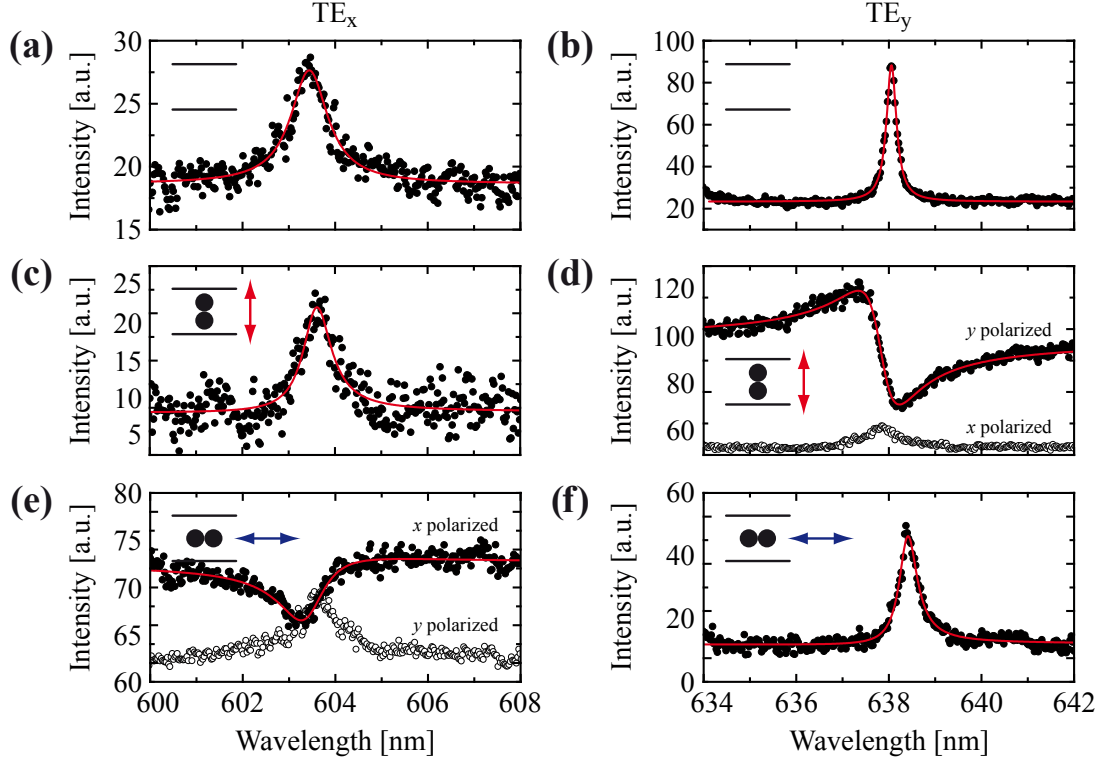 TEx
TEy
(a)
30
25
20
15
Intensity [a.u.]
(b)
100
80
60
40
20
Intensity [a.u.]
(c)
25
20
15
10
5
Intensity [a.u.]
(d)
120
100
80
60
Intensity [a.u.]
y polarized
x polarized
(e)
80
75
70
65
60
Intensity [a.u.]
x polarized
y polarized
600 602 604 606 608
Wavelength [nm]
(f)
60
40
20
0
Intensity [a.u.]
634 636 638 640 642
Wavelength [nm]